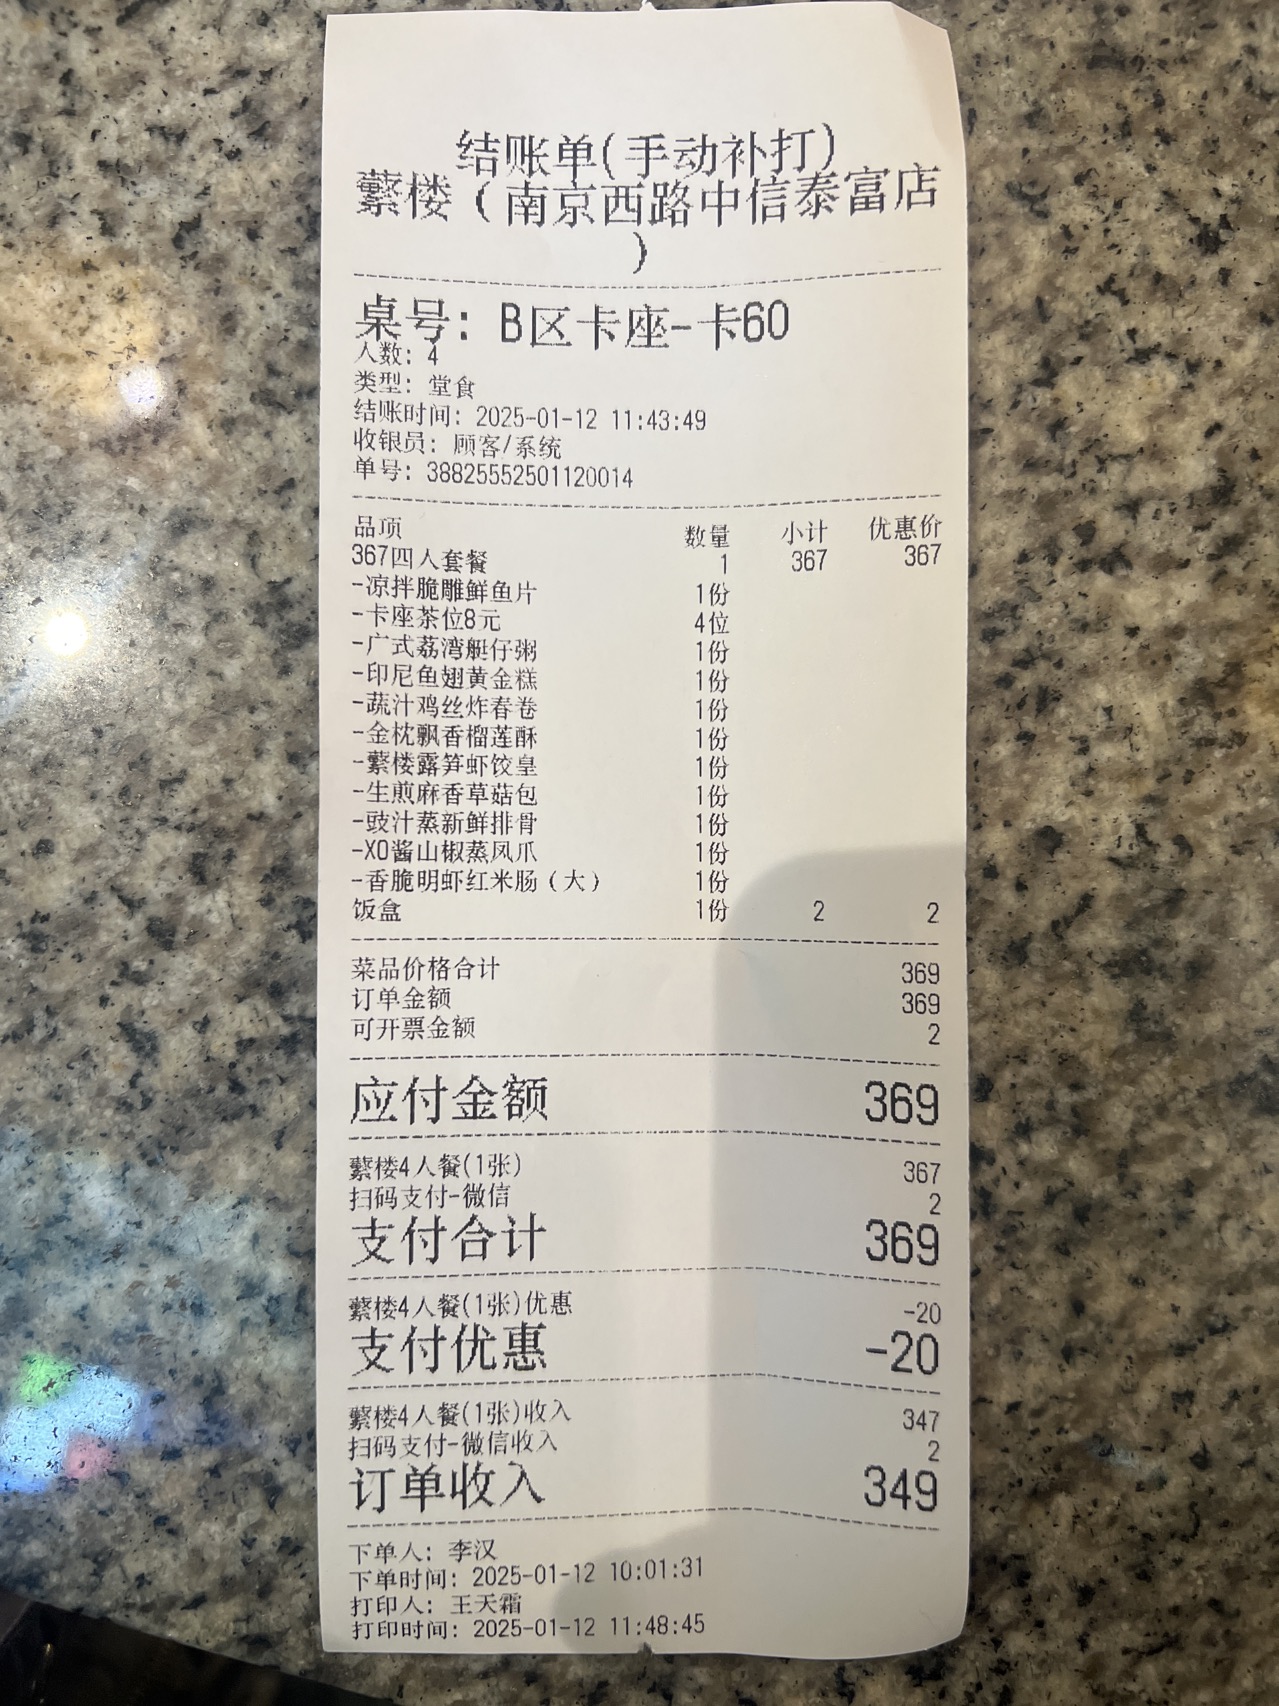 结账单(手动补打)
蘩楼（南京西路中信泰富店
）
桌号: B区卡座-卡60
人数: 4
类型: 堂食
结账时间: 2025-01-12 11:43:49
收银员: 顾客/系统
单号: 38825552501120014
品项 数量 小计 优惠价
367四人套餐 1 367 367
-凉拌脆雕鲜鱼片 1份
-卡座茶位8元 4位
-广式荔湾艇仔粥 1份
-印尼鱼翅黄金糕 1份
-蔬汁鸡丝炸春卷 1份
-金枕飘香榴莲酥 1份
-蘩楼露笋虾饺皇 1份
-生煎麻香草菇包 1份
-豉汁蒸新鲜排骨 1份
-XO酱山椒蒸凤爪 1份
-香脆明虾红米肠（大） 1份
饭盒 1份 2 2
菜品价格合计 369
订单金额 369
可开票金额 2
应付金额 369
蘩楼4人餐(1张) 367
扫码支付-微信 2
支付合计 369
蘩楼4人餐(1张)优惠 -20
支付优惠 -20
蘩楼4人餐(1张)收入 347
扫码支付-微信收入 2
订单收入 349
下单人: 李汉
下单时间: 2025-01-12 10:01:31
打印人: 王天霜
打印时间: 2025-01-12 11:48:45